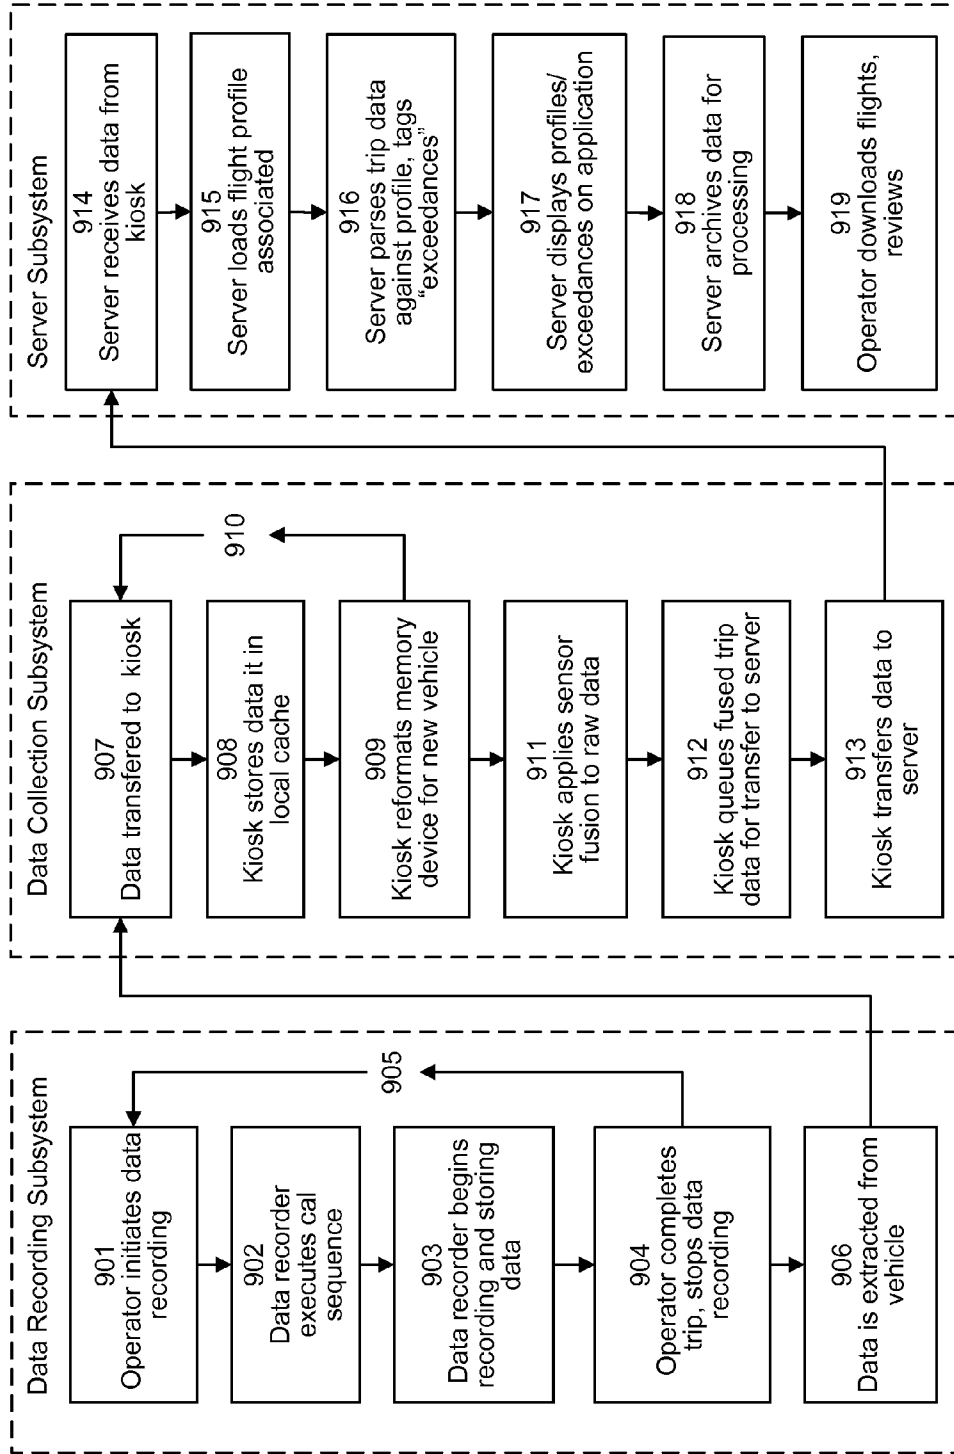 Data Recording Subsystem
901
Operator initiates data
recording
902
Data recorder
executes cal
sequence
903
Data recorder begins
recording and storing
data
904
Operator completes
trip, stops data
recording
905
906
Data is extracted from
vehicle
Data Collection Subsystem
907
Data transferred to kiosk
908
Kiosk stores data it in
local cache
909
Kiosk reformats memory
device for new vehicle
910
911
Kiosk applies sensor
fusion to raw data
912
Kiosk queues fused trip
data for transfer to server
913
Kiosk transfers data to
server
Server Subsystem
914
Server receives data from
kiosk
915
Server loads flight profile
associated
916
Server parses trip data
against profile, tags
“exceedances”
917
Server displays profiles/
exceedances on application
918
Server archives data for
processing
919
Operator downloads flights,
reviews